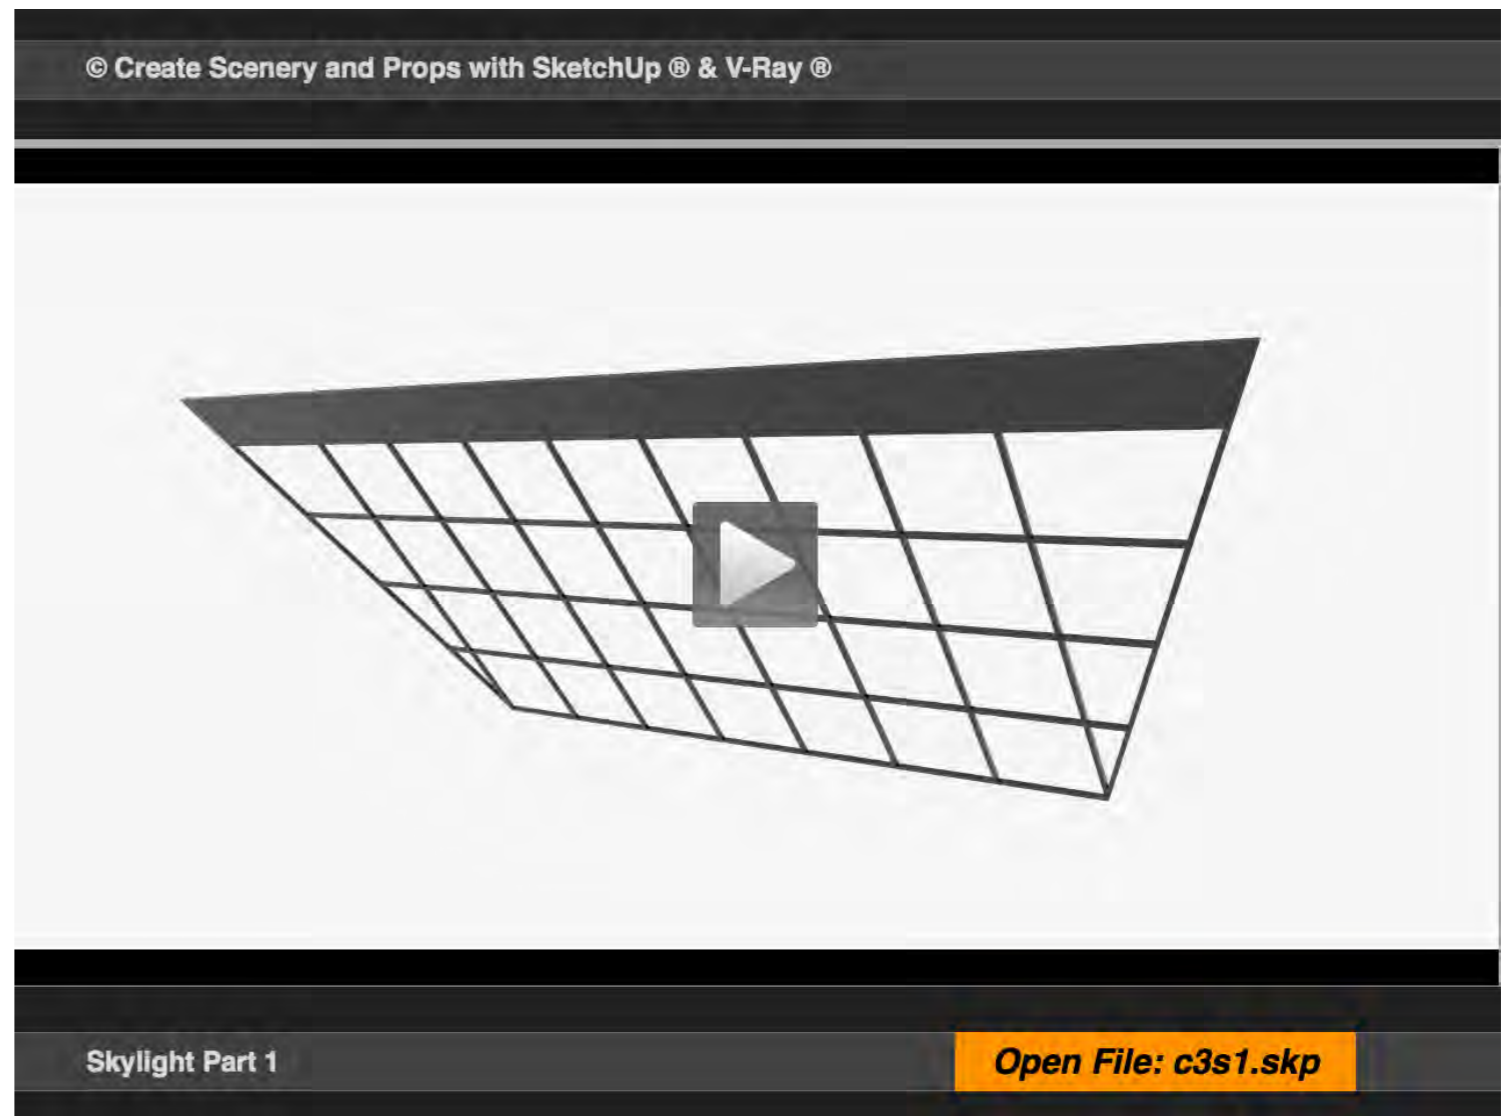 © Create Scenery and Props with SketchUp ® & V-Ray ®
Skylight Part 1
Open File: c3s1.skp